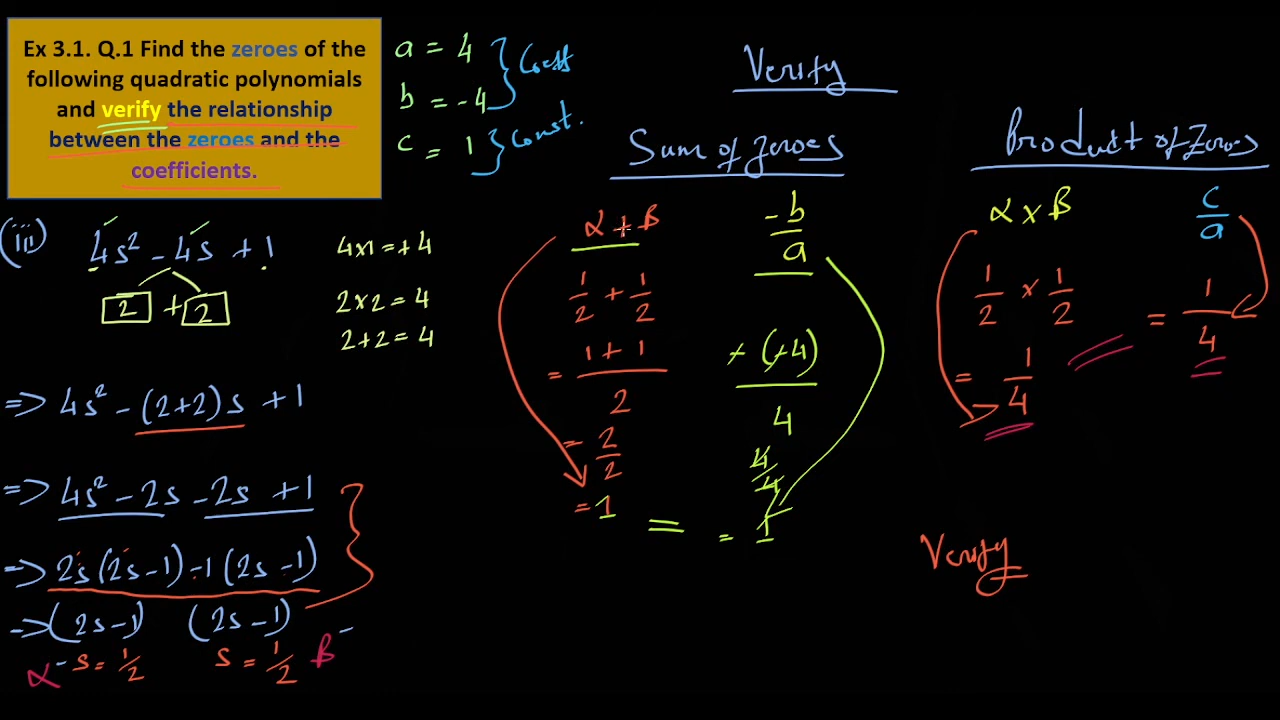 Ex 3.1. Q.1 Find the zeroes of the
following quadratic polynomials
and verify the relationship
between the zeroes and the
coefficients.
a = 4
b = -4
} Coeff
c = 1 } Const.
(iii) 4s² - 4s + 1
2 + 2
4x1 = +4
2x2 = 4
2+2 = 4
=> 4s² - (2+2)s + 1
=> 4s² - 2s - 2s + 1
=> 2s(2s-1) -1(2s-1)
=> (2s-1) (2s-1)
α - s = 1/2 s = 1/2 β -
Verify
Sum of zeroes
α + β
1/2 + 1/2
= 1+1/2
= 2/2
= 1
=
-b/a
-(-4)/4
4/4
= 1
Product of Zeroes
α x β
1/2 x 1/2
= 1/4
c/a
= 1/4
Verify